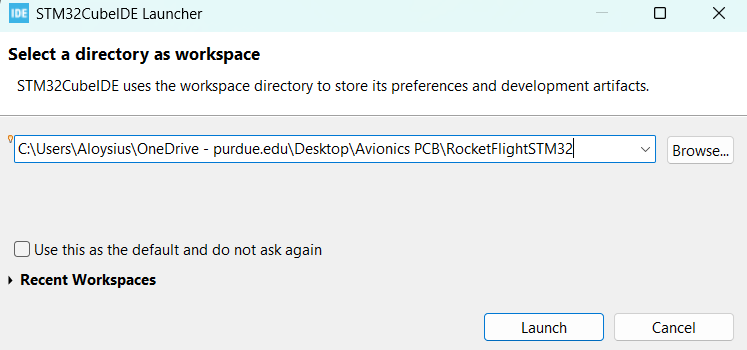 IDE STM32CubeIDE Launcher
Select a directory as workspace
STM32CubeIDE uses the workspace directory to store its preferences and development artifacts.
C:\Users\Aloysius\OneDrive - purdue.edu\Desktop\Avionics PCB\RocketFlightSTM32
Browse...
Use this as the default and do not ask again
Recent Workspaces
Launch Cancel